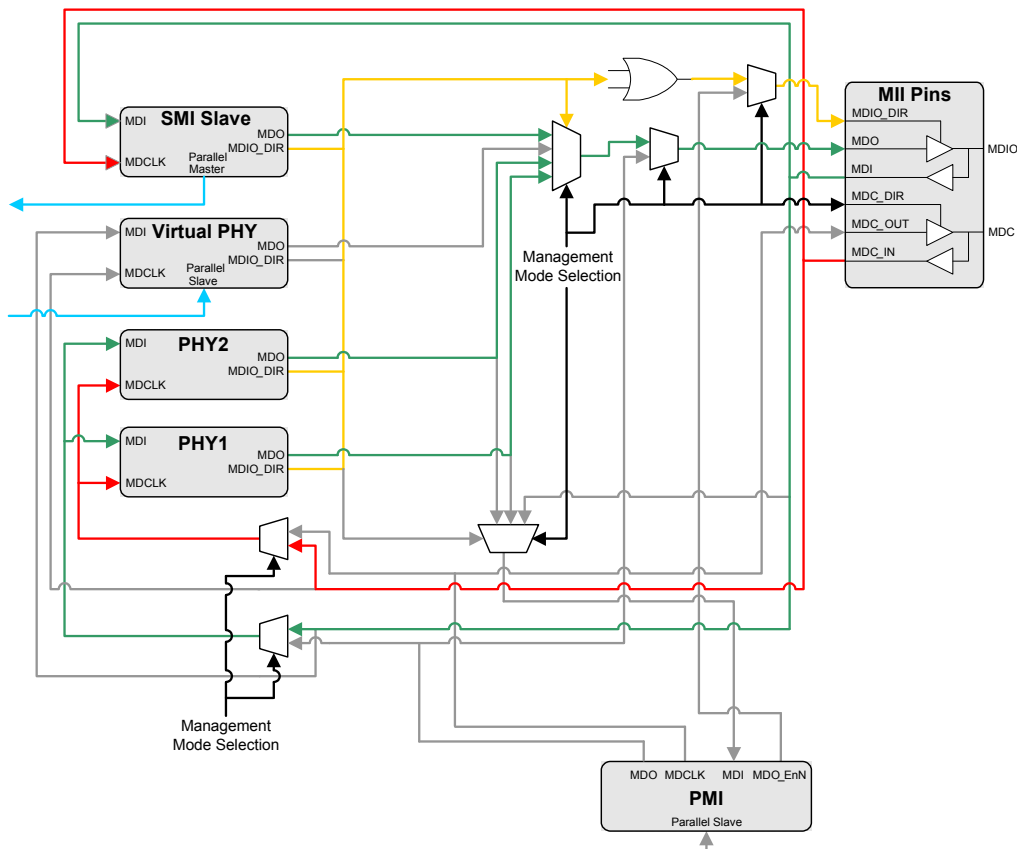 MII Pins
MDIO_DIR
MDO
MDIO
MDI
MDC_DIR
MDC_OUT
MDC
MDC_IN
SMI Slave
MDI
MDO
MDIO_DIR
MDCLK
Parallel
Master
Virtual PHY
MDI
MDO
MDIO_DIR
MDCLK
Parallel
Slave
Management
Mode Selection
PHY2
MDI
MDO
MDIO_DIR
MDCLK
PHY1
MDI
MDO
MDIO_DIR
MDCLK
Management
Mode Selection
MDO MDCLK MDI MDO_EnN
PMI
Parallel Slave